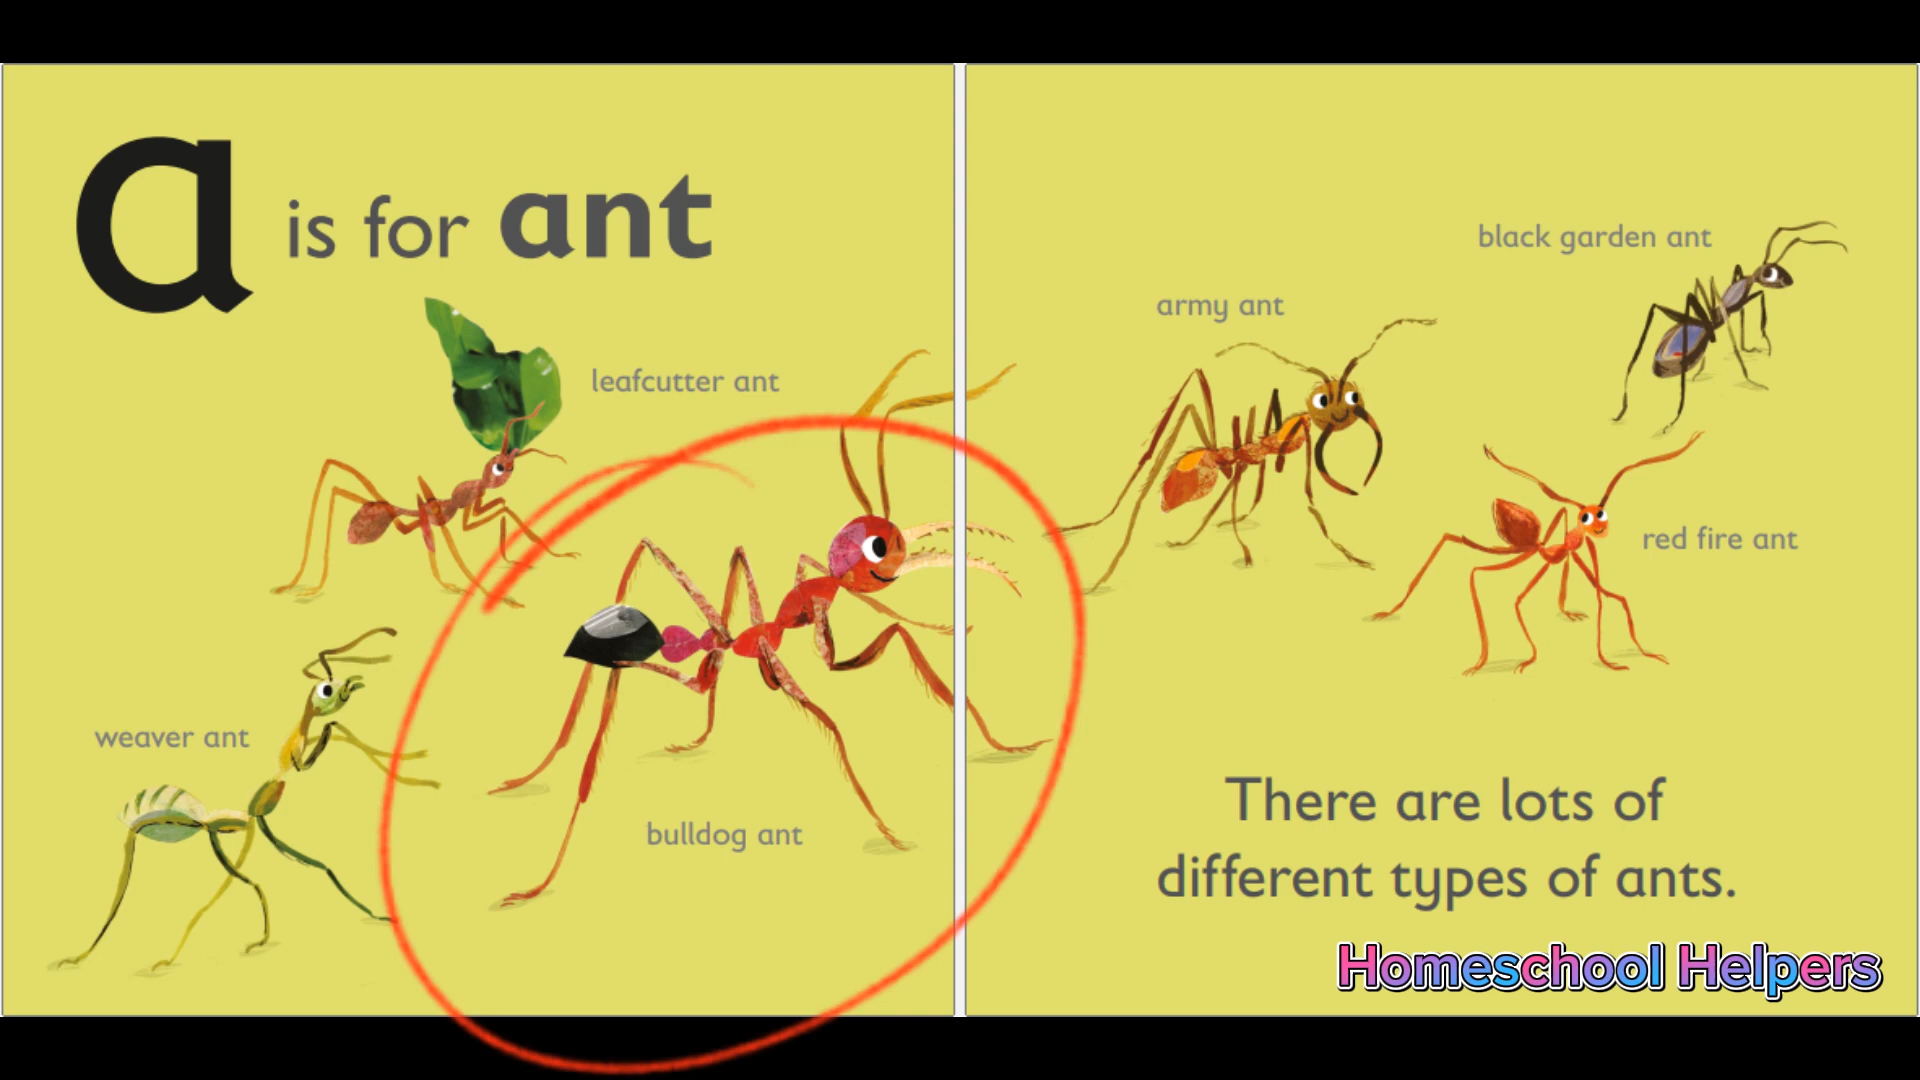 a is for ant
leafcutter ant
weaver ant
bulldog ant
black garden ant
army ant
red fire ant
There are lots of
different types of ants.
Homeschool Helpers